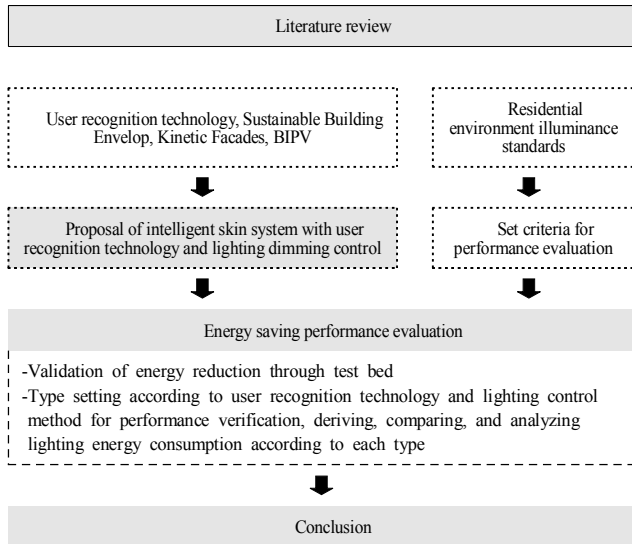 Literature review
User recognition technology, Sustainable Building
Envelop, Kinetic Facades, BIPV
Residential
environment illuminance
standards
Proposal of intelligent skin system with user
recognition technology and lighting dimming control
Set criteria for
performance evaluation
Energy saving performance evaluation
-Validation of energy reduction through test bed
-Type setting according to user recognition technology and lighting control
method for performance verification, deriving, comparing, and analyzing
lighting energy consumption according to each type
Conclusion